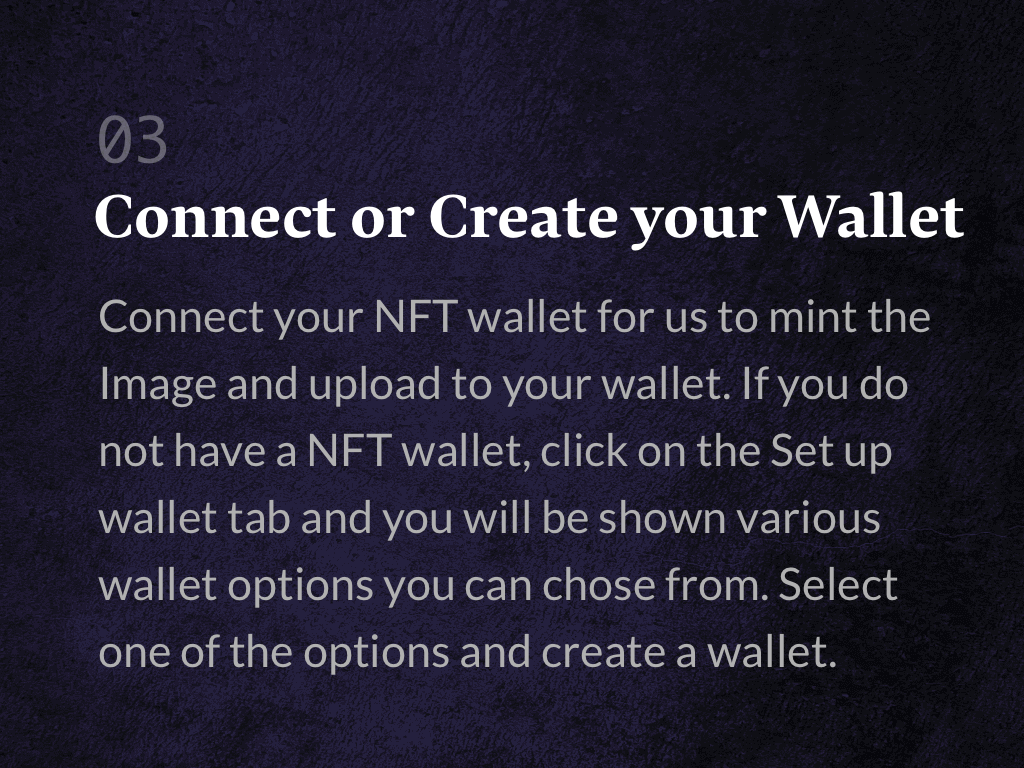 03
Connect or Create your Wallet
Connect your NFT wallet for us to mint the
Image and upload to your wallet. If you do
not have a NFT wallet, click on the Set up
wallet tab and you will be shown various
wallet options you can chose from. Select
one of the options and create a wallet.